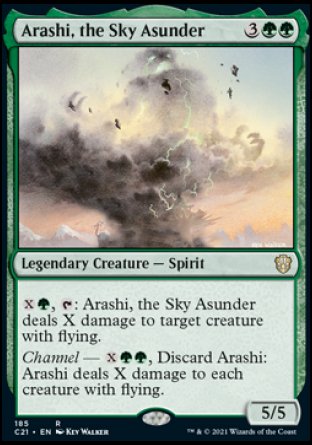 Arashi, the Sky Asunder 3
Legendary Creature — Spirit
X, : Arashi, the Sky Asunder
deals X damage to target creature
with flying.
Channel — X, Discard Arashi:
Arashi deals X damage to each
creature with flying.
5/5
185 R
C21 • EN KEV WALKER
™ & © 2021 Wizards of the Coast